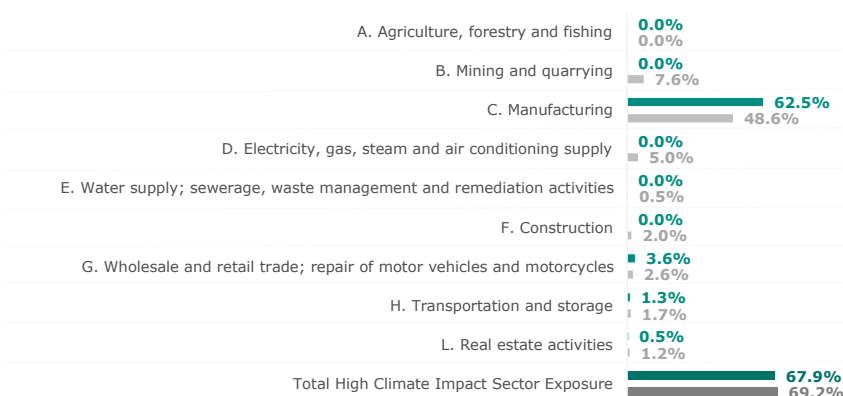 A. Agriculture, forestry and fishing
0.0%
0.0%
B. Mining and quarrying
0.0%
7.6%
C. Manufacturing
62.5%
48.6%
D. Electricity, gas, steam and air conditioning supply
0.0%
5.0%
E. Water supply; sewerage, waste management and remediation activities
0.0%
0.5%
F. Construction
0.0%
2.0%
G. Wholesale and retail trade; repair of motor vehicles and motorcycles
3.6%
2.6%
H. Transportation and storage
1.3%
1.7%
L. Real estate activities
0.5%
1.2%
Total High Climate Impact Sector Exposure
67.9%
69.2%